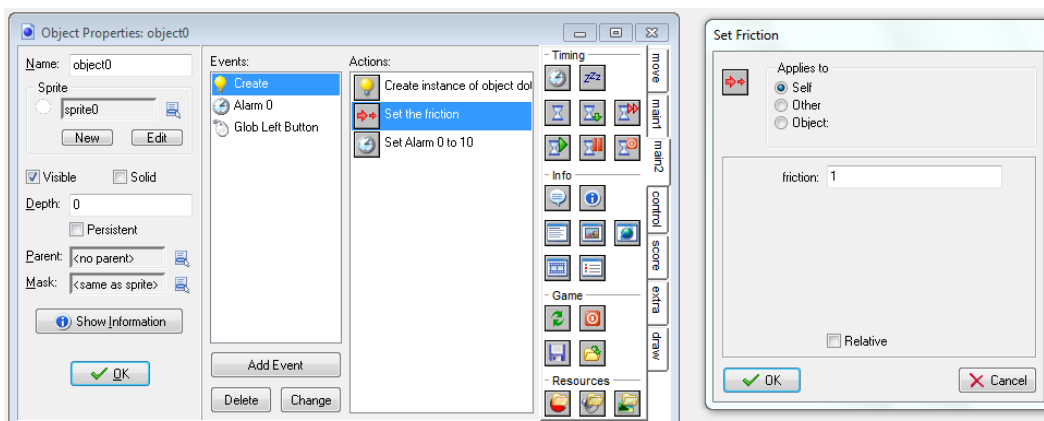 Object Properties: object0
Name: object0
Sprite
sprite0
New Edit
Visible Solid
Depth: 0
Persistent
Parent: <no parent>
Mask: <same as sprite>
Show Information
OK
Events:
Create
Alarm 0
Glob Left Button
Add Event
Delete Change
Actions:
Create instance of object dol
Set the friction
Set Alarm 0 to 10
Timing
Info
Game
Resources
move
main1
main2
control
score
extra
draw
Set Friction
Applies to
Self
Other
Object:
friction: 1
Relative
OK Cancel